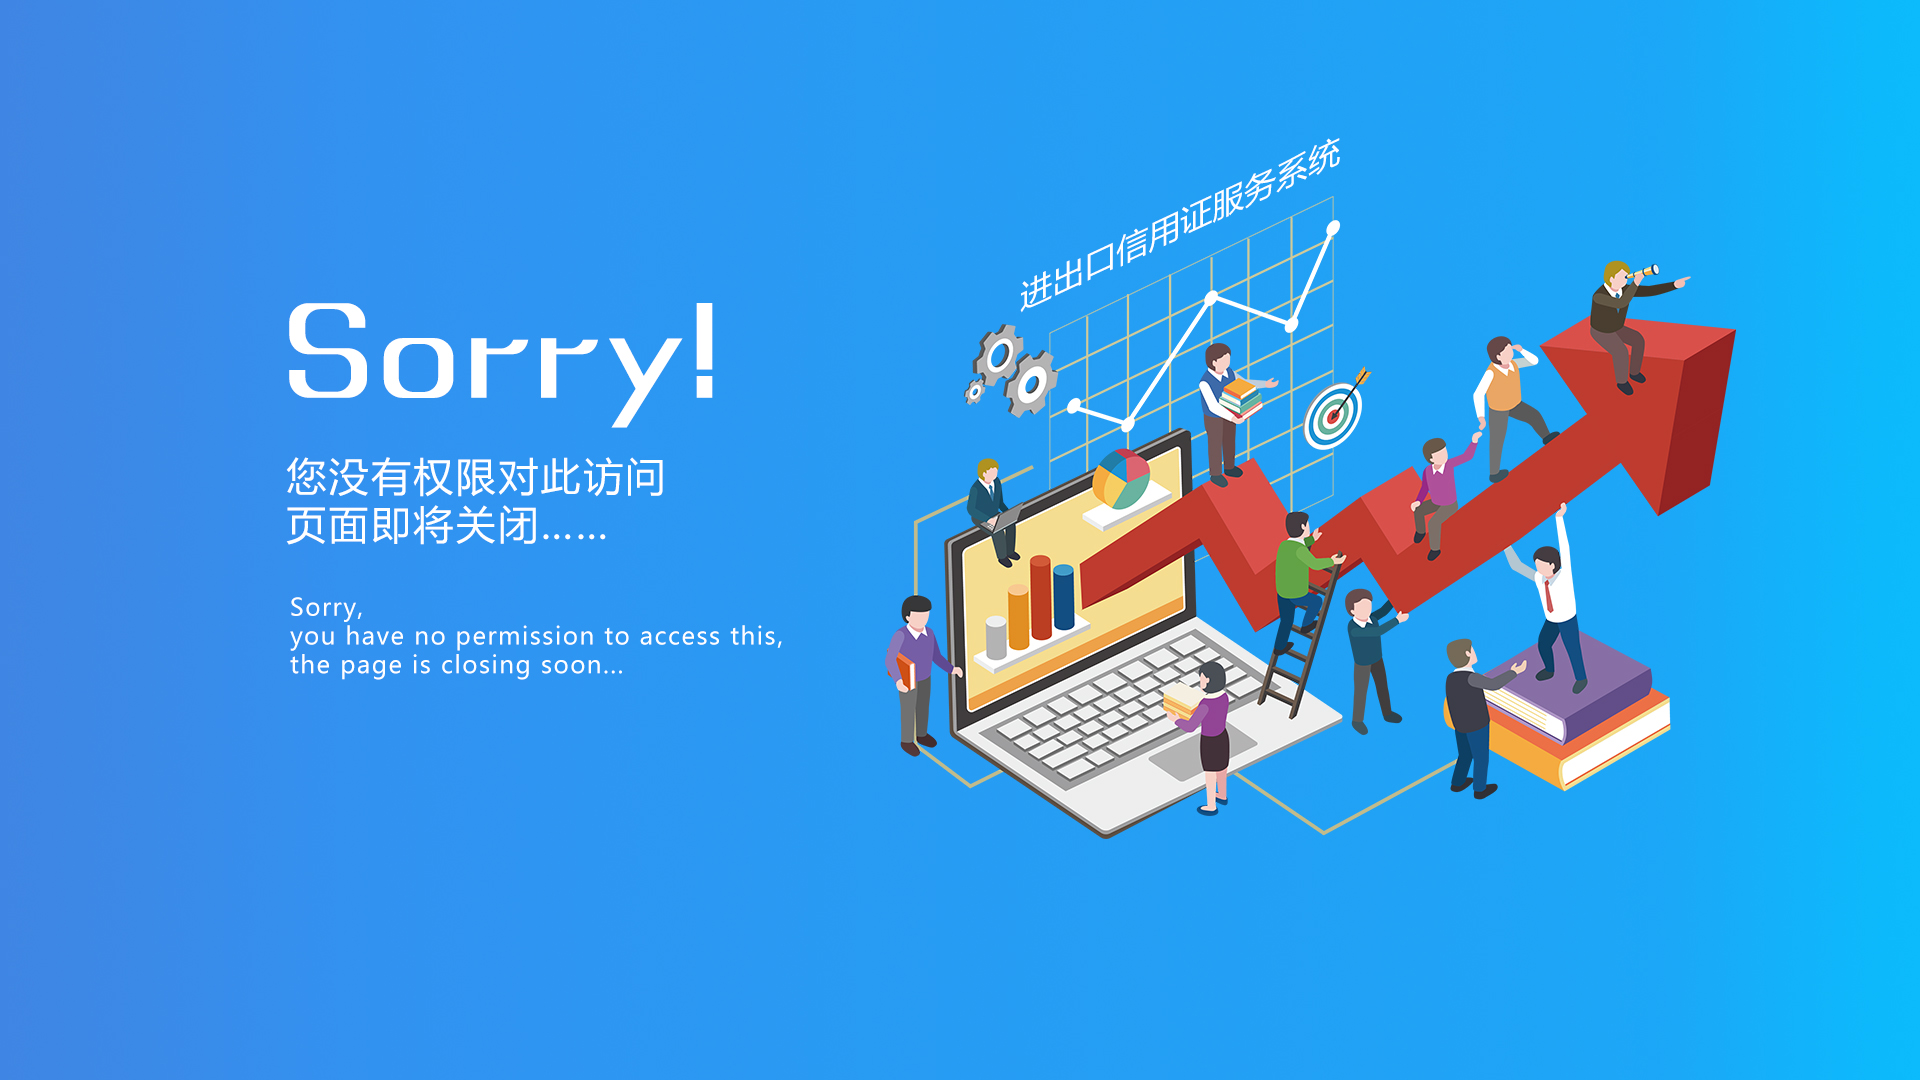 进出口信用证服务系统
Sorry!
您没有权限对此访问
页面即将关闭……
Sorry,
you have no permission to access this,
the page is closing soon...